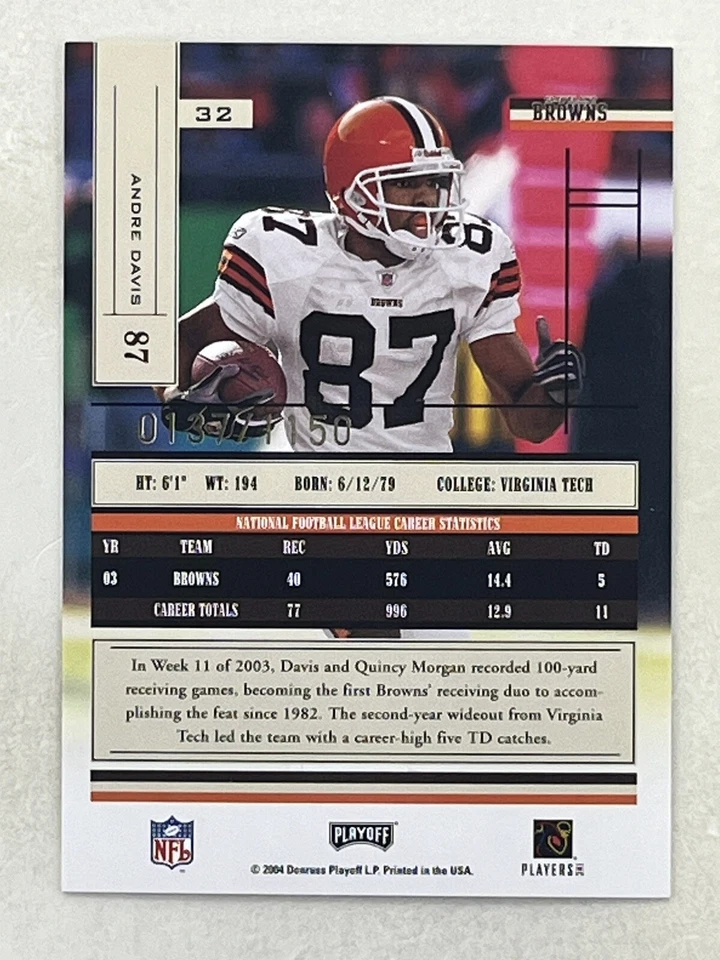 32
BROWNS
ANDRE DAVIS
87
87
87
BROWNS
87
0137/1150
HT: 6'1" WT: 194 BORN: 6/12/79 COLLEGE: VIRGINIA TECH
NATIONAL FOOTBALL LEAGUE CAREER STATISTICS
YR TEAM REC YDS AVG TD
03 BROWNS 40 576 14.4 5
CAREER TOTALS 77 996 12.9 11
In Week 11 of 2003, Davis and Quincy Morgan recorded 100-yard
receiving games, becoming the first Browns' receiving duo to accom-
plishing the feat since 1982. The second-year wideout from Virginia
Tech led the team with a career-high five TD catches.
NFL
PLAYOFF
PLAYERS INC
© 2004 Donruss Playoff L.P. Printed in the USA.